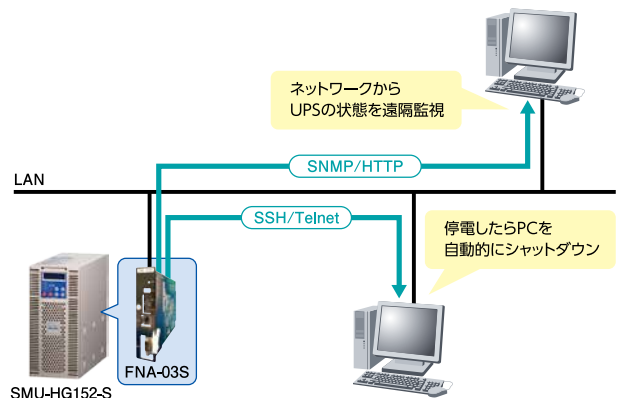 ネットワークから
UPSの状態を遠隔監視
SNMP/HTTP
LAN
SSH/Telnet
停電したらPCを
自動的にシャットダウン
FNA-03S
SMU-HG152-S